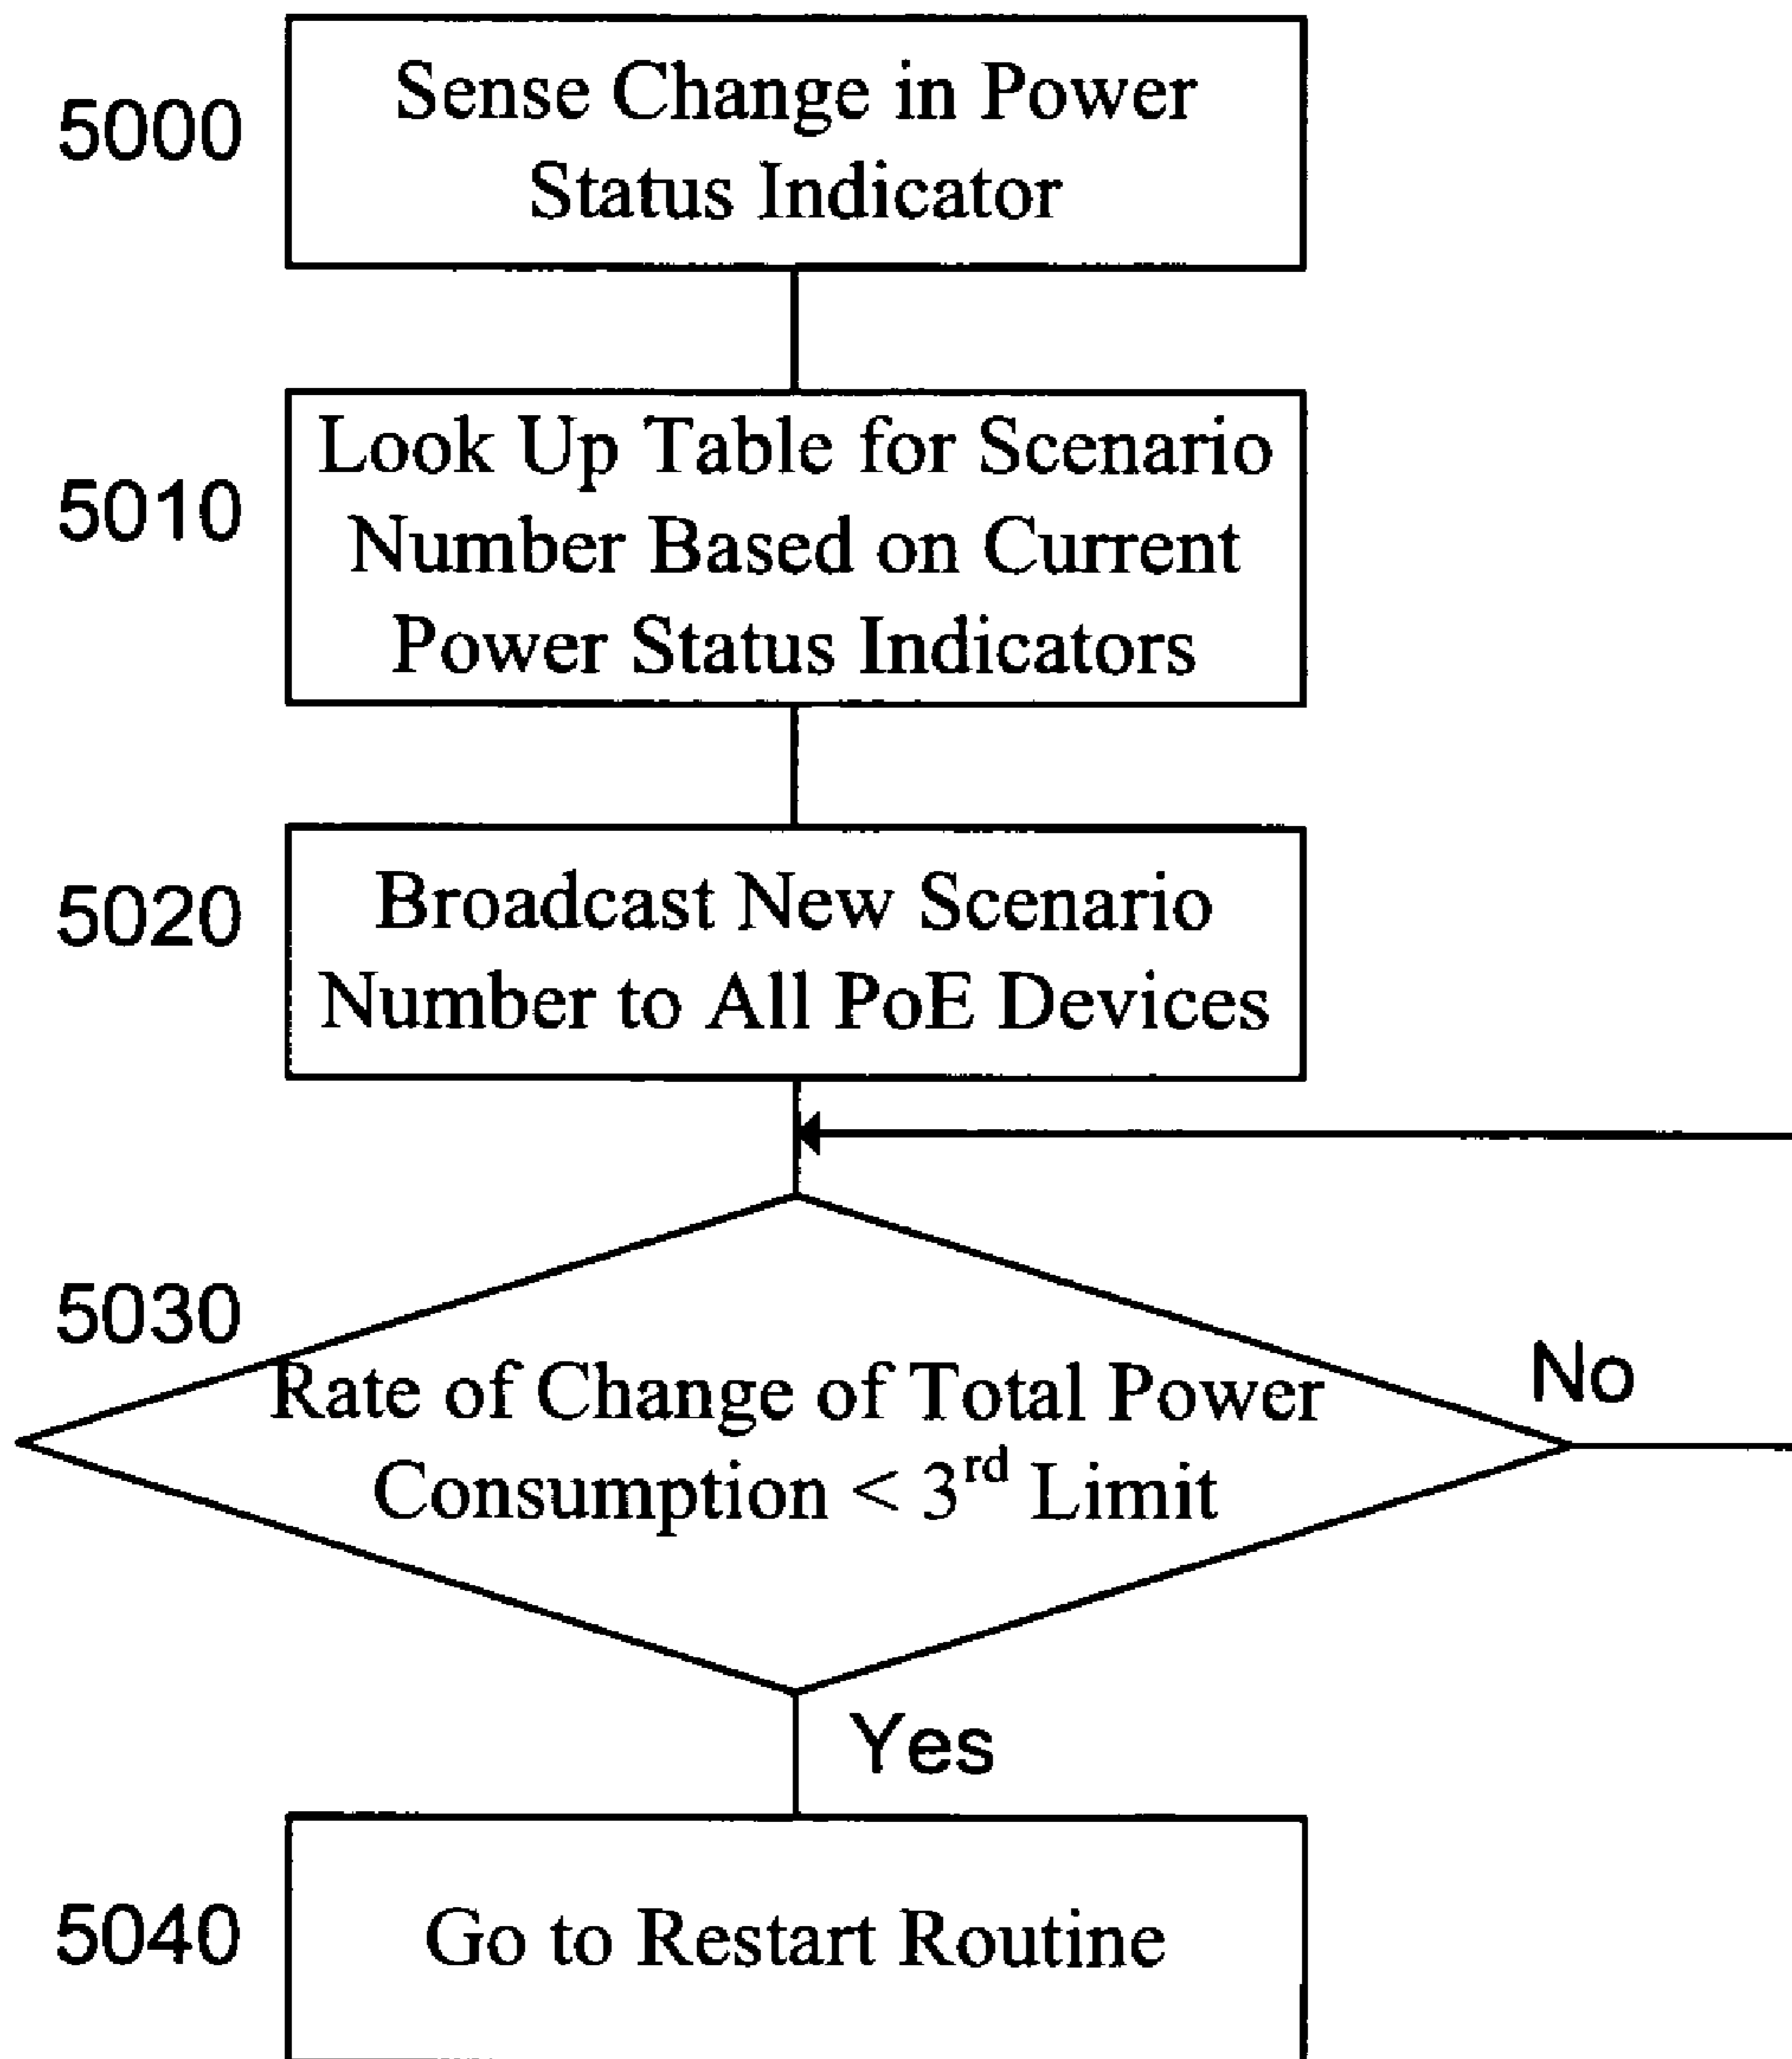 5000
Sense Change in Power
Status Indicator
5010
Look Up Table for Scenario
Number Based on Current
Power Status Indicators
5020
Broadcast New Scenario
Number to All PoE Devices
5030
Rate of Change of Total Power
Consumption < 3rd Limit
No
Yes
5040
Go to Restart Routine